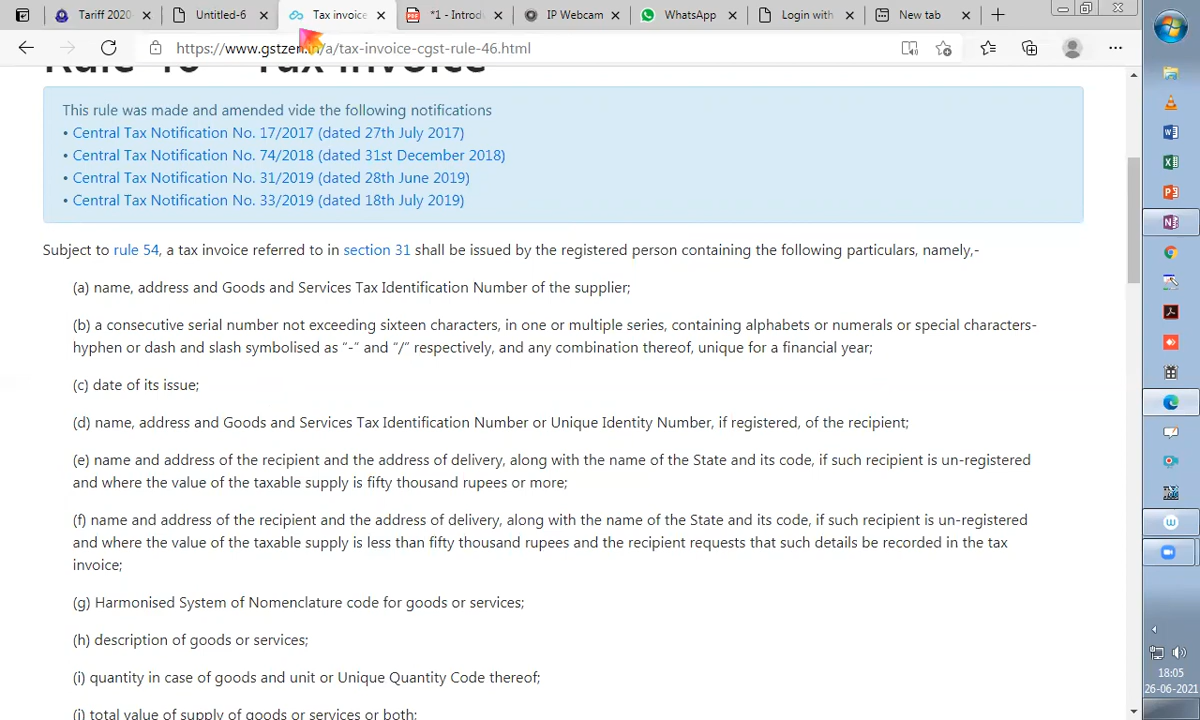 Tariff 2020-
Untitled-6
Tax invoice
*1 - Introdu
IP Webcam
WhatsApp
Login with
New tab
https://www.gstzen.in/a/tax-invoice-cgst-rule-46.html
Rule 46 - Tax invoice
This rule was made and amended vide the following notifications
• Central Tax Notification No. 17/2017 (dated 27th July 2017)
• Central Tax Notification No. 74/2018 (dated 31st December 2018)
• Central Tax Notification No. 31/2019 (dated 28th June 2019)
• Central Tax Notification No. 33/2019 (dated 18th July 2019)
Subject to rule 54, a tax invoice referred to in section 31 shall be issued by the registered person containing the following particulars, namely,-
(a) name, address and Goods and Services Tax Identification Number of the supplier;
(b) a consecutive serial number not exceeding sixteen characters, in one or multiple series, containing alphabets or numerals or special characters-
hyphen or dash and slash symbolised as “-” and “/” respectively, and any combination thereof, unique for a financial year;
(c) date of its issue;
(d) name, address and Goods and Services Tax Identification Number or Unique Identity Number, if registered, of the recipient;
(e) name and address of the recipient and the address of delivery, along with the name of the State and its code, if such recipient is un-registered
and where the value of the taxable supply is fifty thousand rupees or more;
(f) name and address of the recipient and the address of delivery, along with the name of the State and its code, if such recipient is un-registered
and where the value of the taxable supply is less than fifty thousand rupees and the recipient requests that such details be recorded in the tax
invoice;
(g) Harmonised System of Nomenclature code for goods or services;
(h) description of goods or services;
(i) quantity in case of goods and unit or Unique Quantity Code thereof;
(j) total value of supply of goods or services or both;
18:05
26-06-2021